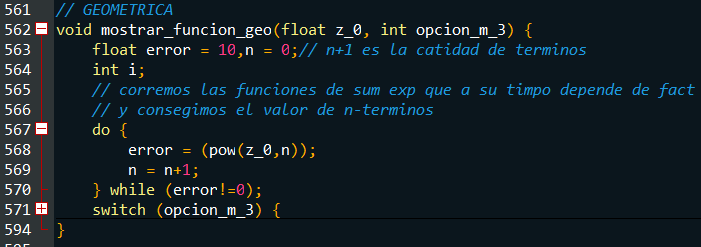 561 // GEOMETRICA
562 void mostrar_funcion_geo(float z_0, int opcion_m_3) {
563 float error = 10,n = 0;// n+1 es la catidad de terminos
564 int i;
565 // corremos las funciones de sum exp que a su timpo depende de fact
566 // y consegimos el valor de n-terminos
567 do {
568 error = (pow(z_0,n));
569 n = n+1;
570 } while (error!=0);
571 switch (opcion_m_3) {
594 }